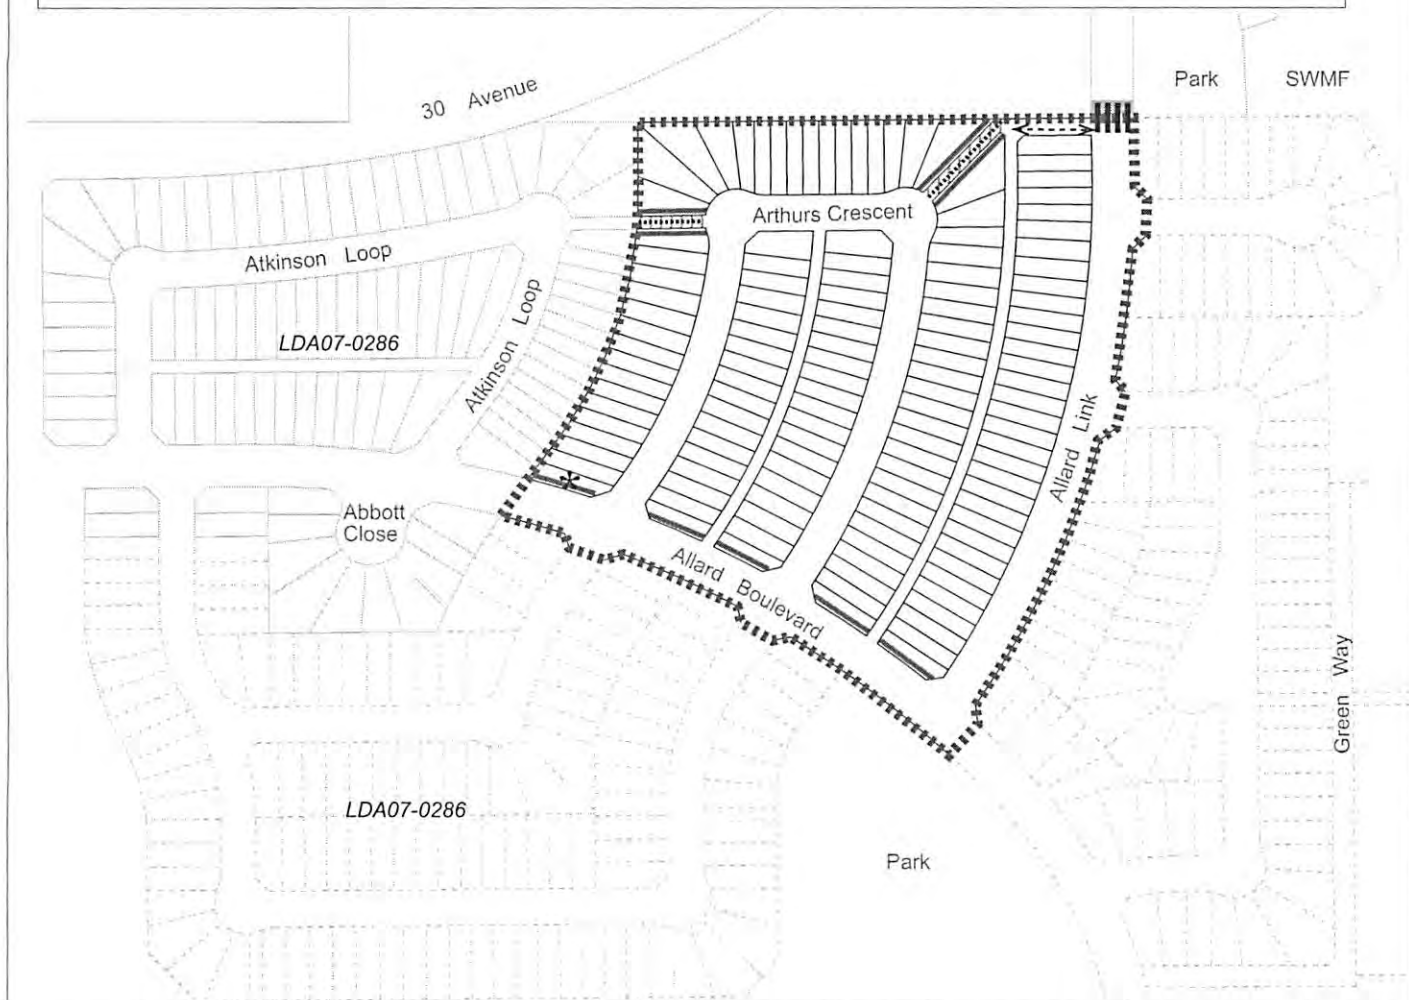 Park SWMF
30 Avenue
Arthurs Crescent
Atkinson Loop
Atkinson Loop
LDA07-0286
Allard Link
Abbott
Close
Allard Boulevard
Green Way
LDA07-0286
Park